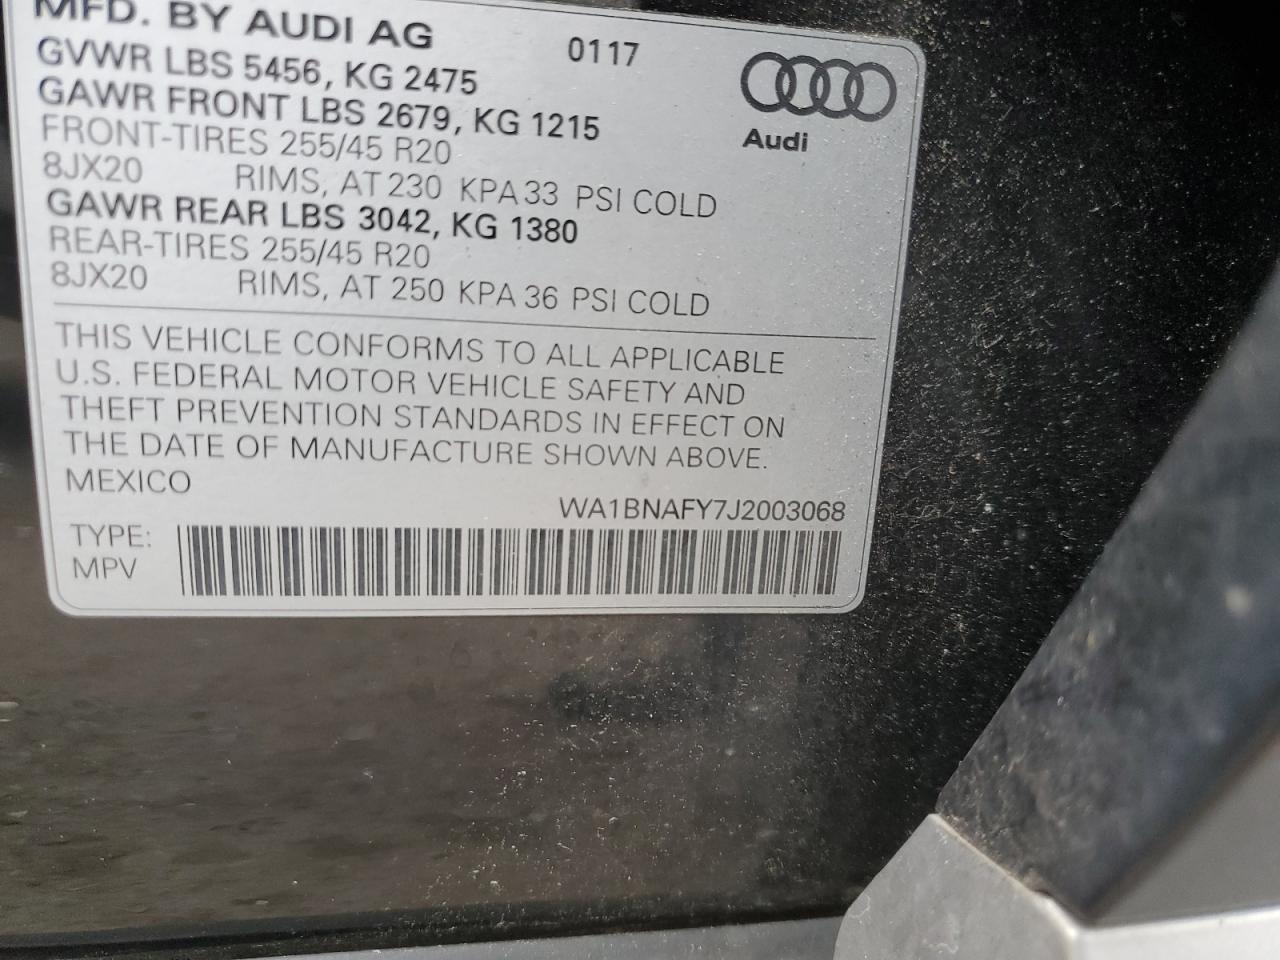 MFD. BY AUDI AG 0117
GVWR LBS 5456, KG 2475
GAWR FRONT LBS 2679, KG 1215
Audi
FRONT-TIRES 255/45 R20
8JX20 RIMS, AT 230 KPA 33 PSI COLD
GAWR REAR LBS 3042, KG 1380
REAR-TIRES 255/45 R20
8JX20 RIMS, AT 250 KPA 36 PSI COLD
THIS VEHICLE CONFORMS TO ALL APPLICABLE
U.S. FEDERAL MOTOR VEHICLE SAFETY AND
THEFT PREVENTION STANDARDS IN EFFECT ON
THE DATE OF MANUFACTURE SHOWN ABOVE.
MEXICO
WA1BNAFY7J2003068
TYPE:
MPV